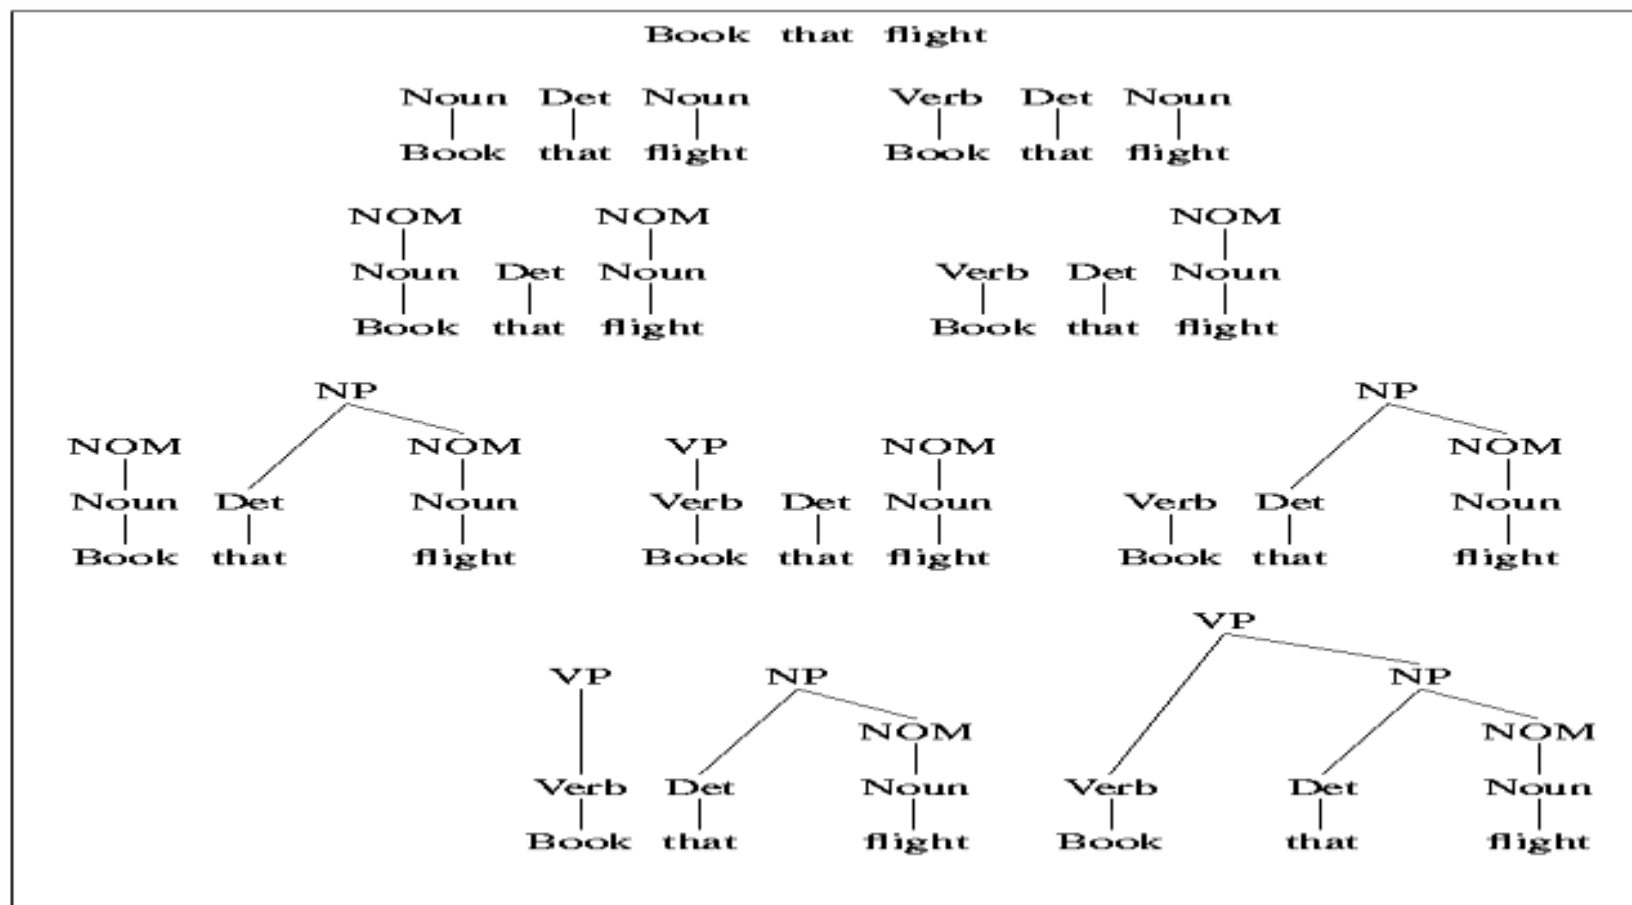 Book that flight
Noun Det Noun Verb Det Noun
Book that flight Book that flight
NOM NOM NOM
Noun Det Noun Verb Det Noun
Book that flight Book that flight
NP NP
NOM NOM VP NOM NOM
Noun Det Noun Verb Det Noun Verb Det Noun
Book that flight Book that flight Book that flight
VP
VP NP NP
NOM NOM
Verb Det Noun Verb Det Noun
Book that flight Book that flight